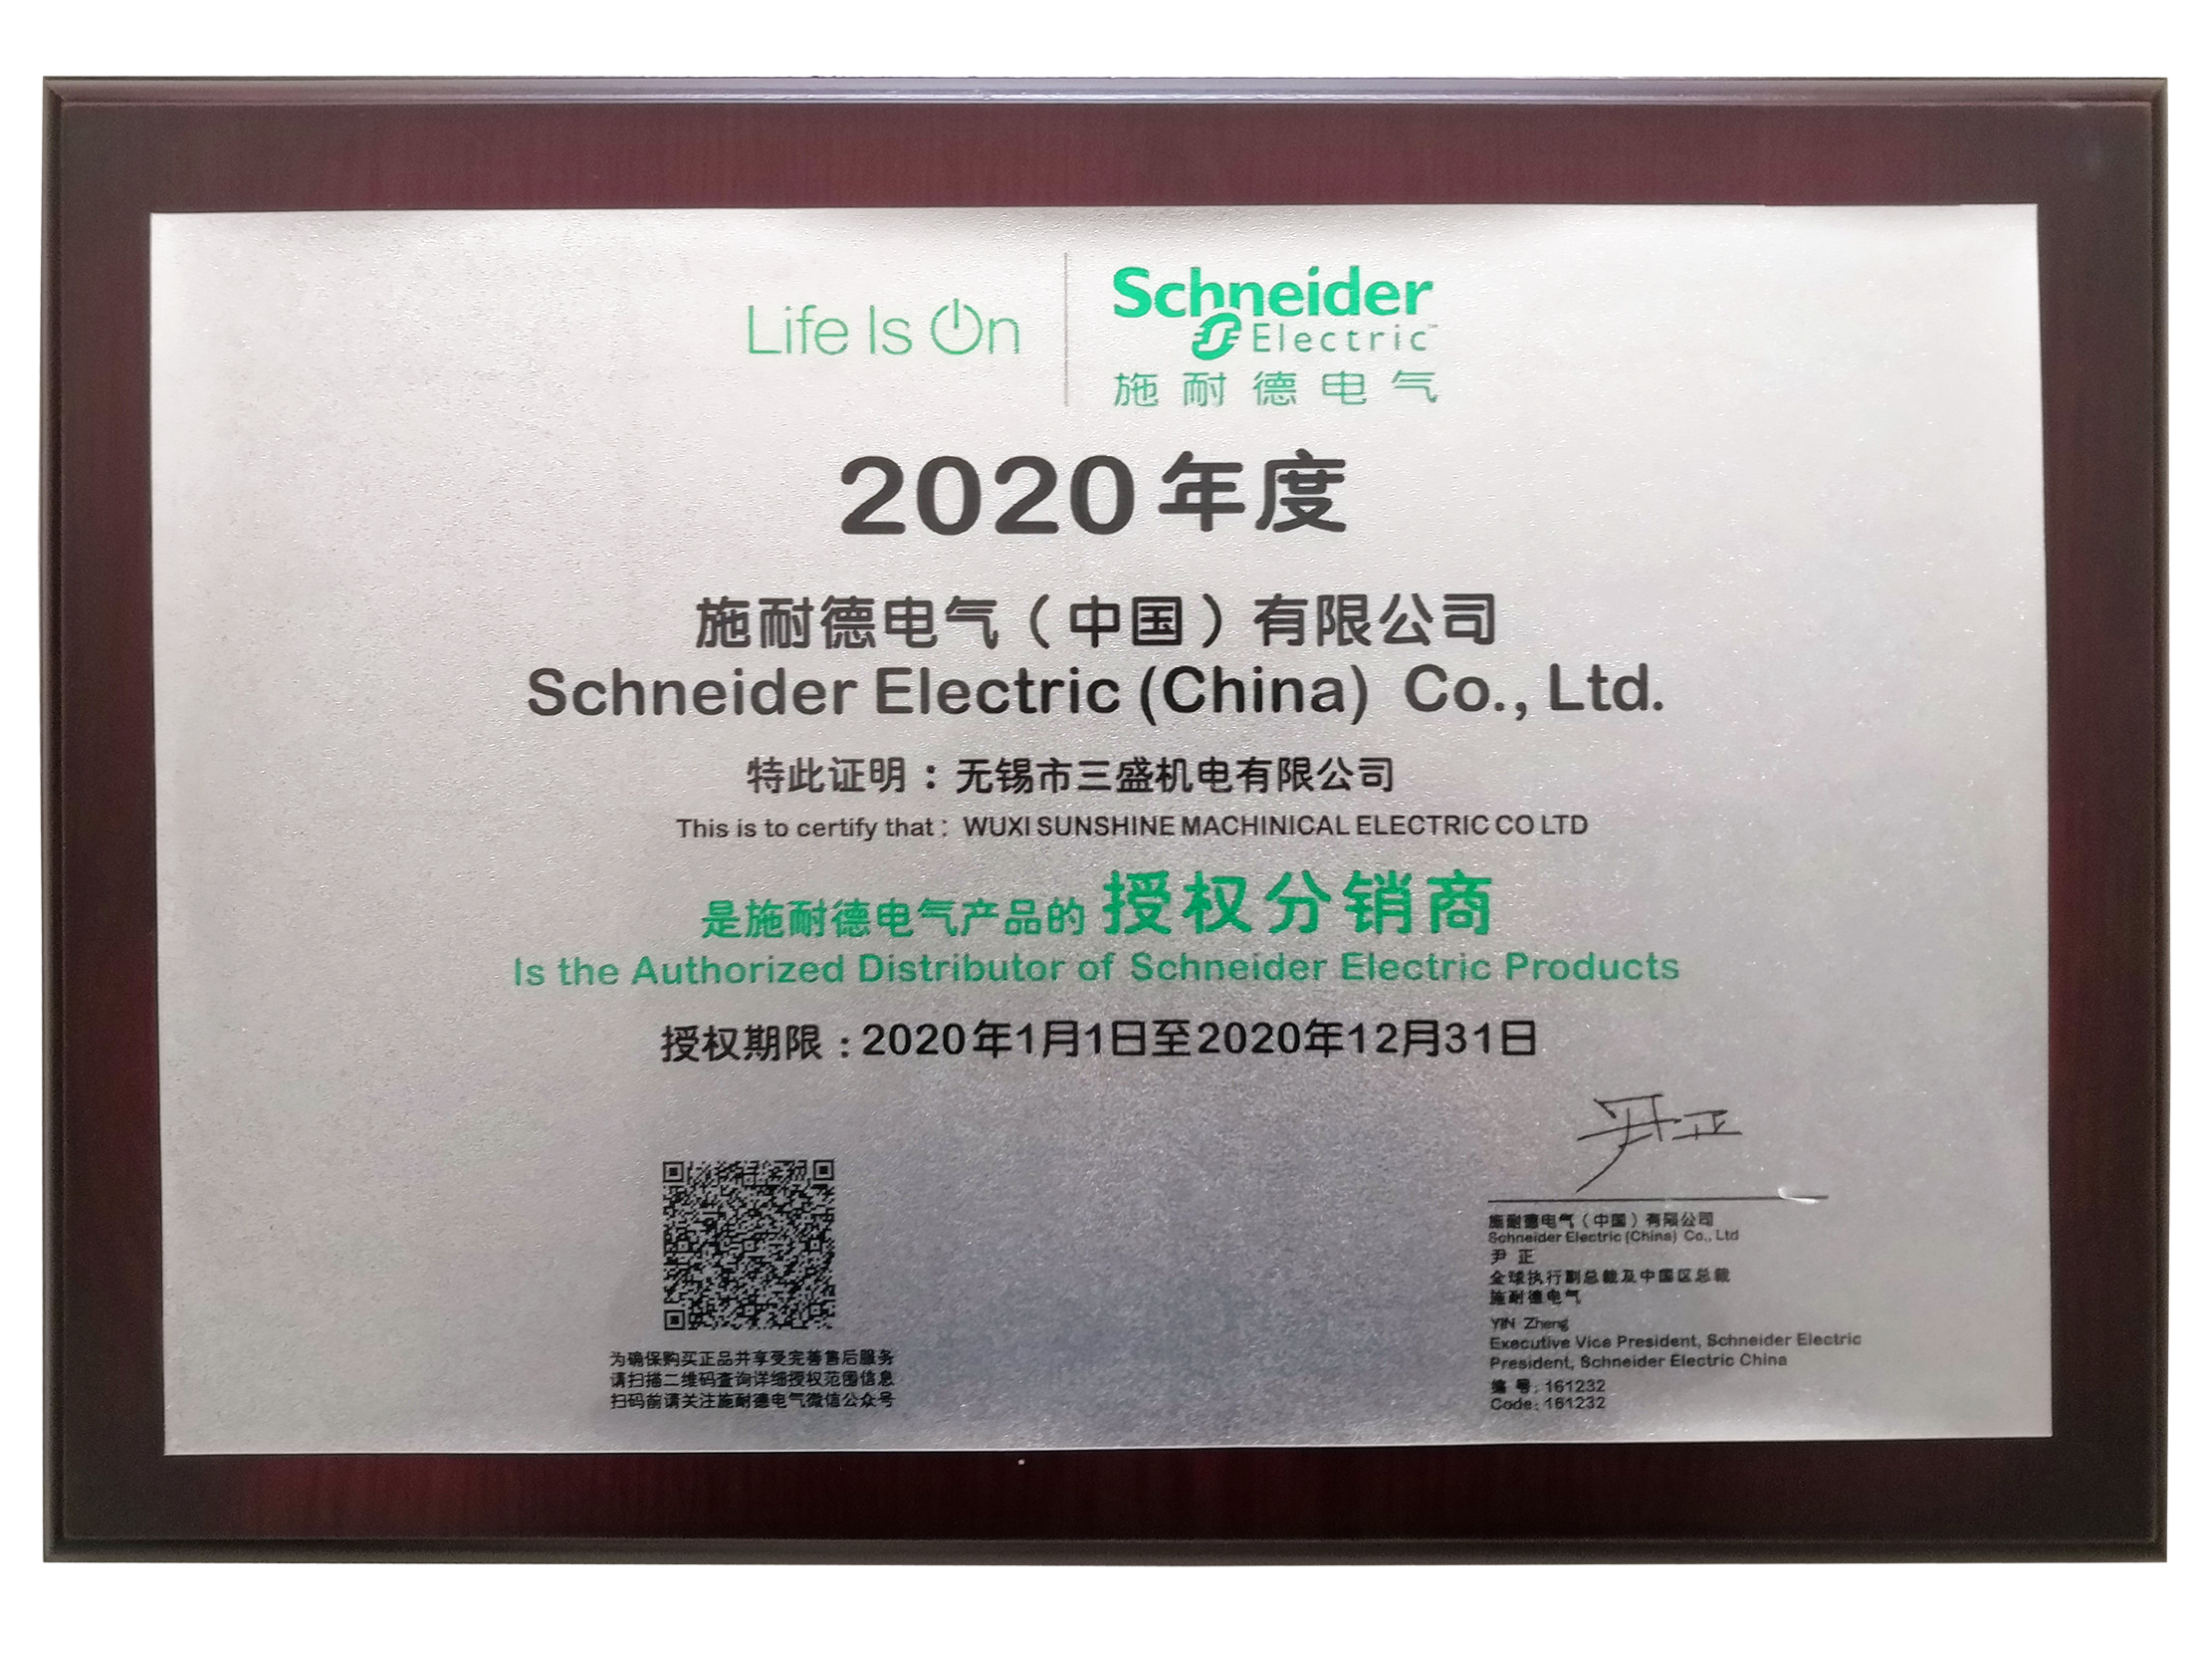 Life Is On
Schneider
Electric™
施耐德电气
2020年度
施耐德电气（中国）有限公司
Schneider Electric (China) Co., Ltd.
特此证明：无锡市三盛机电有限公司
This is to certify that: WUXI SUNSHINE MACHINICAL ELECTRIC CO LTD
是施耐德电气产品的授权分销商
Is the Authorized Distributor of Schneider Electric Products
授权期限：2020年1月1日至2020年12月31日
尹正
为确保购买正品并享受完善售后服务
请扫描二维码查询详细授权范围信息
扫码前请关注施耐德电气微信公众号
施耐德电气（中国）有限公司
Schneider Electric (China) Co., Ltd
尹 正
全球执行副总裁及中国区总裁
施耐德电气
YIN Zheng
Executive Vice President, Schneider Electric
President, Schneider Electric China
编 号: 161232
Code: 161232